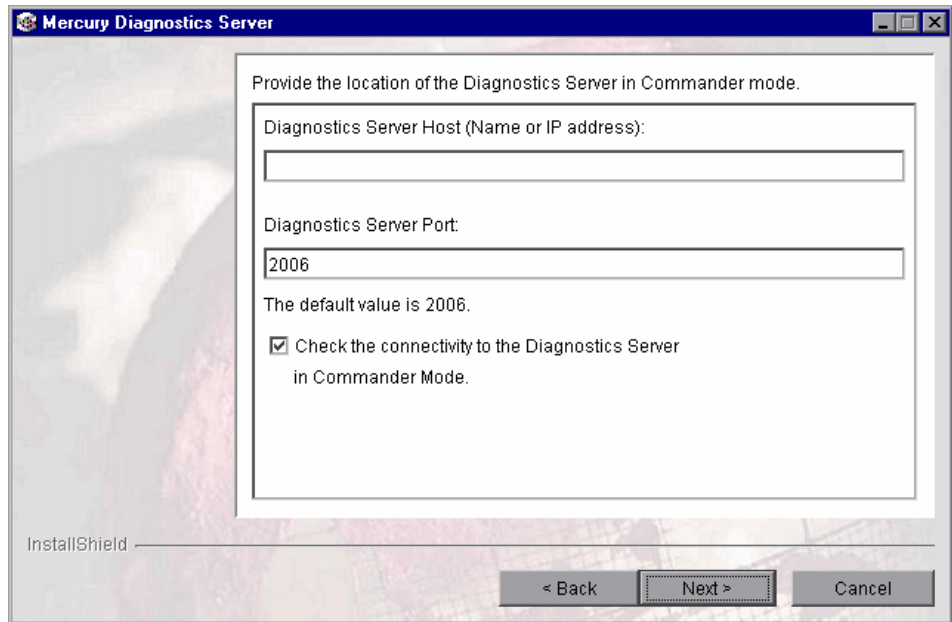 Mercury Diagnostics Server
Provide the location of the Diagnostics Server in Commander mode.
Diagnostics Server Host (Name or IP address):
Diagnostics Server Port:
2006
The default value is 2006.
Check the connectivity to the Diagnostics Server
in Commander Mode.
InstallShield
< Back
Next >
Cancel